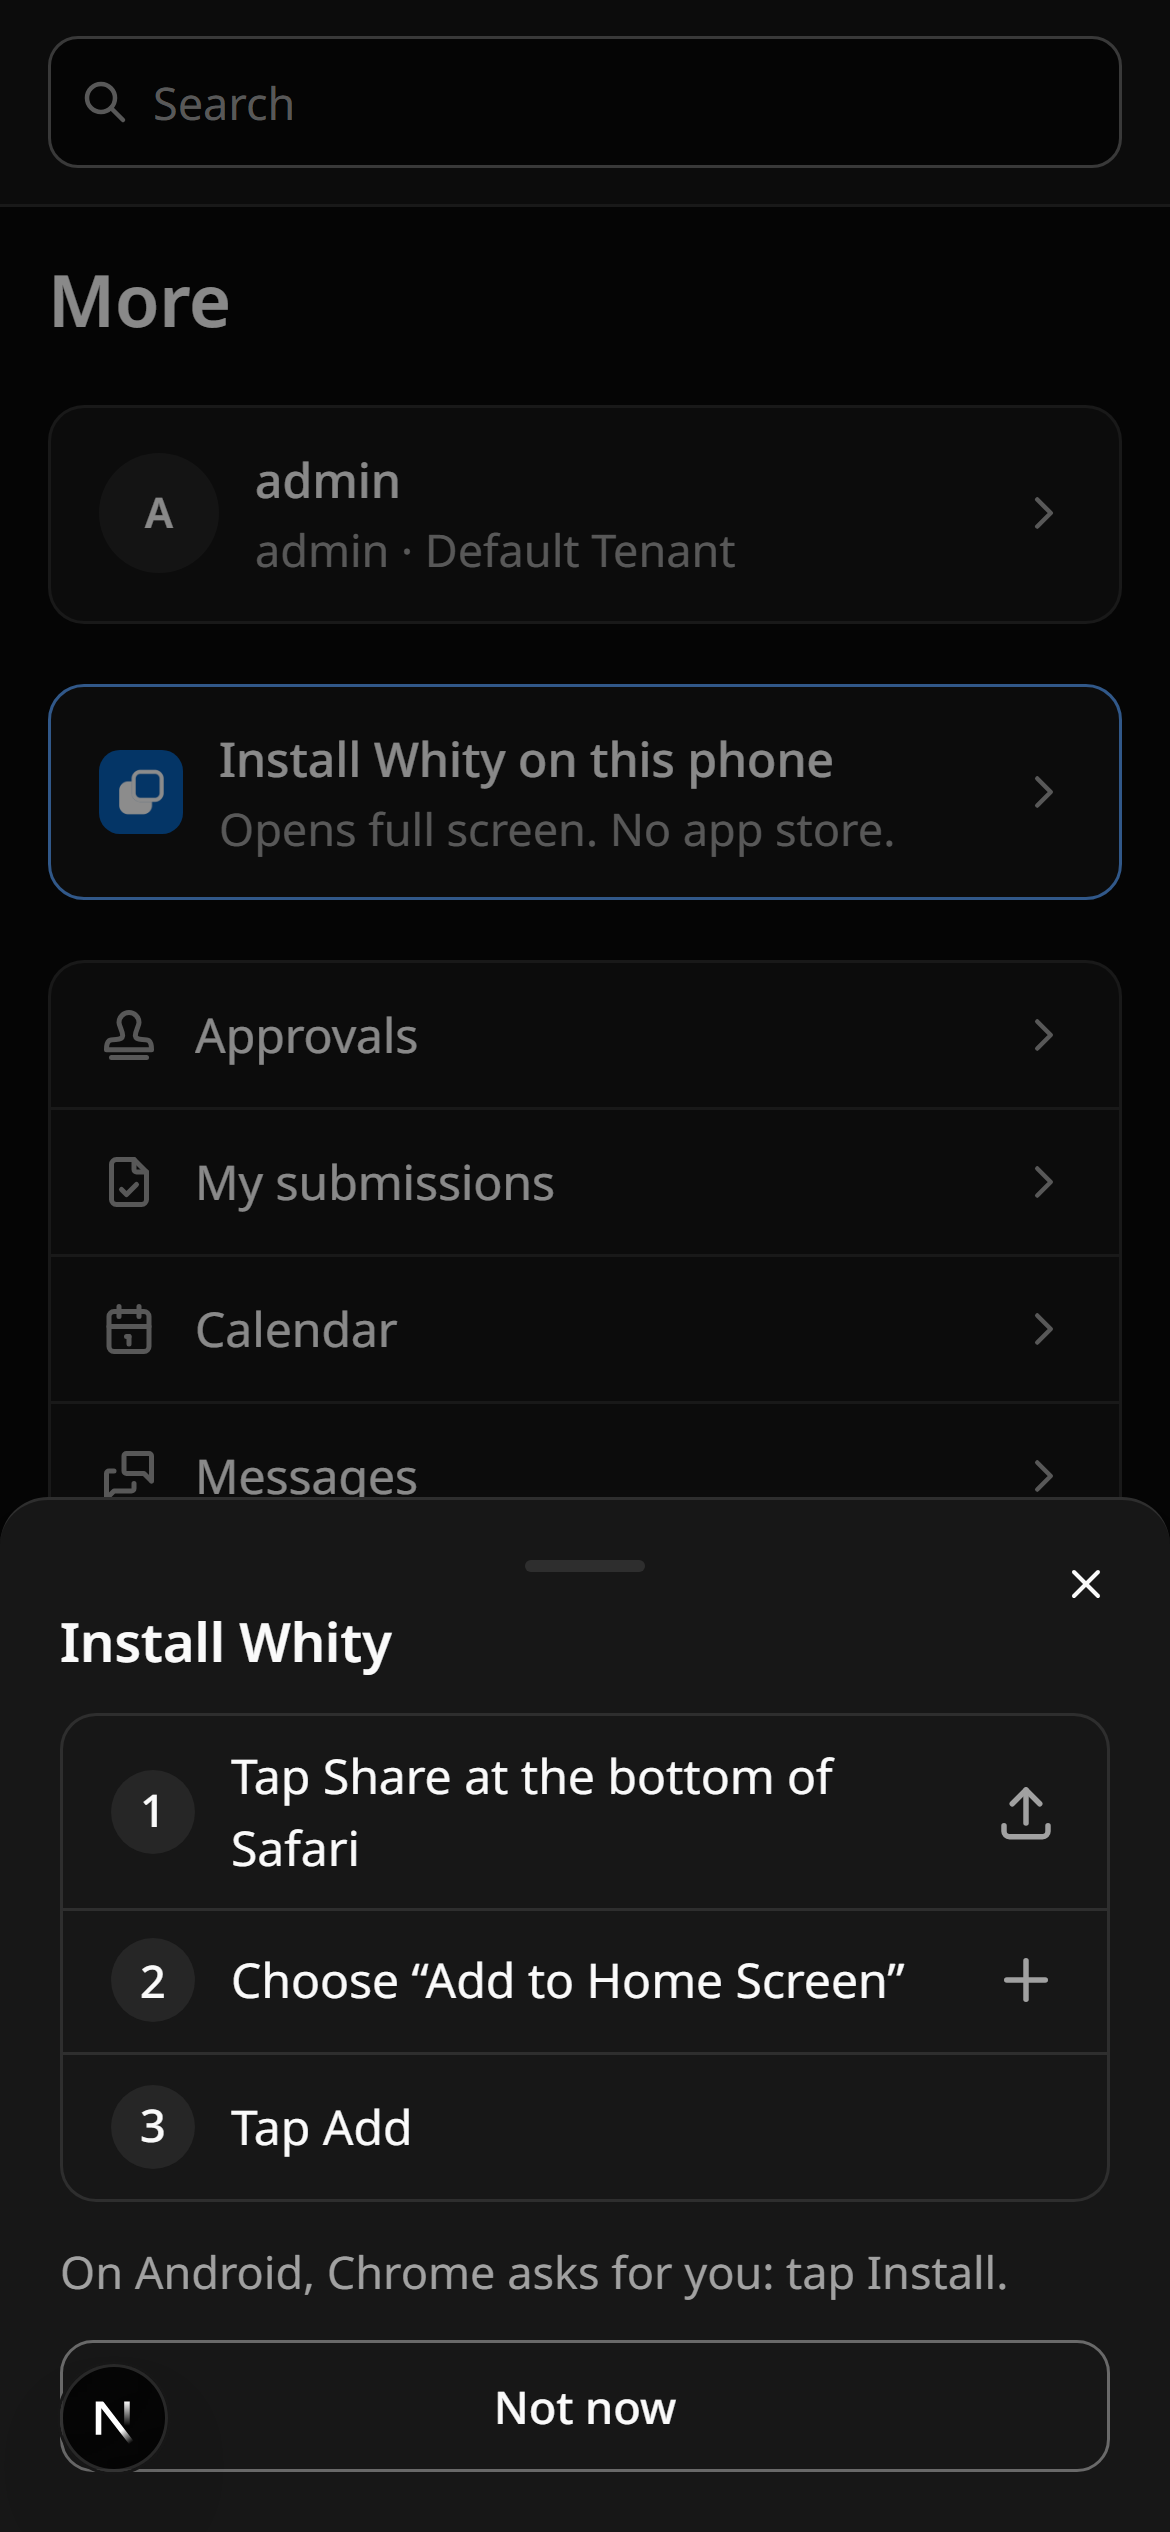 Search
More
A
admin
admin · Default Tenant
Install Whity on this phone
Opens full screen. No app store.
Approvals
My submissions
1
Calendar
Messages
Install Whity
1
Tap Share at the bottom of
Safari
2
Choose “Add to Home Screen”
3
Tap Add
On Android, Chrome asks for you: tap Install.
N
Not now